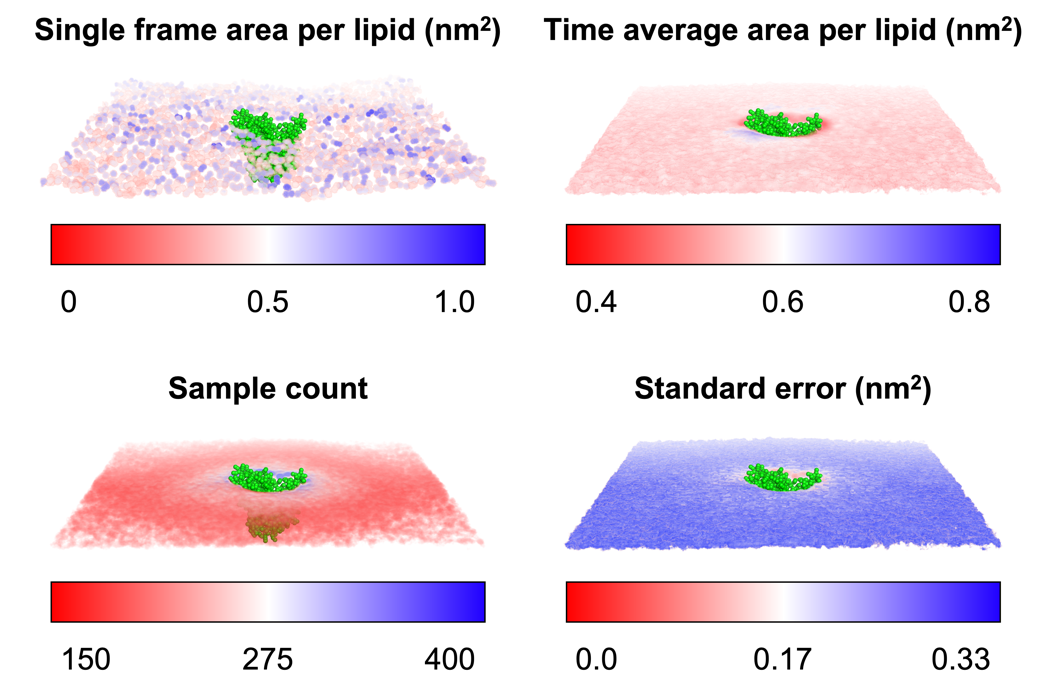 Single frame area per lipid (nm²)
Time average area per lipid (nm²)
0 0.5 1.0
0.4 0.6 0.8
Sample count
Standard error (nm²)
150 275 400
0.0 0.17 0.33